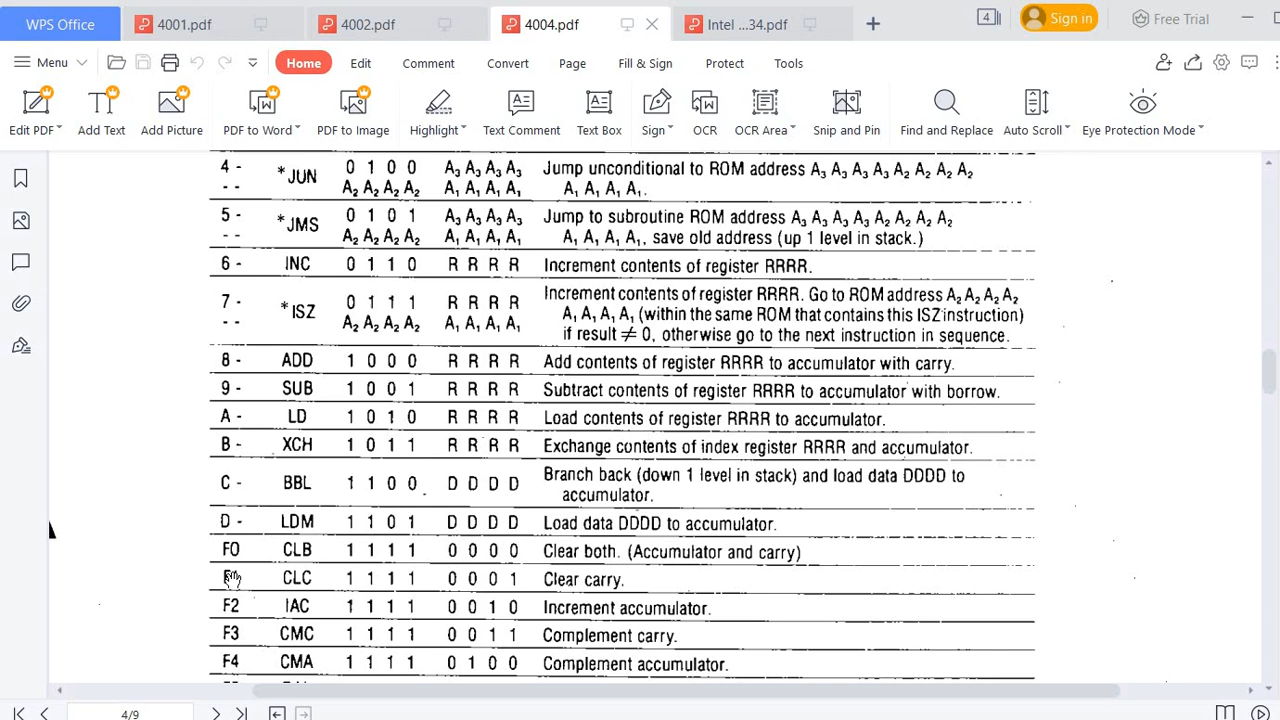 WPS Office
4001.pdf
4002.pdf
4004.pdf
Intel ...34.pdf
4
Sign in
Free Trial
Menu
Home
Edit
Comment
Convert
Page
Fill & Sign
Protect
Tools
Edit PDF
Add Text
Add Picture
PDF to Word
PDF to Image
Highlight
Text Comment
Text Box
Sign
OCR
OCR Area
Snip and Pin
Find and Replace
Auto Scroll
Eye Protection Mode
4 - *JUN 0 1 0 0 A₃ A₃ A₃ A₃ Jump unconditional to ROM address A₃ A₃ A₃ A₃ A₂ A₂ A₂ A₂
- - A₂ A₂ A₂ A₂ A₁ A₁ A₁ A₁ A₁ A₁ A₁ A₁.
5 - *JMS 0 1 0 1 A₃ A₃ A₃ A₃ Jump to subroutine ROM address A₃ A₃ A₃ A₃ A₂ A₂ A₂ A₂
- - A₂ A₂ A₂ A₂ A₁ A₁ A₁ A₁ A₁ A₁ A₁ A₁, save old address (up 1 level in stack.)
6 - INC 0 1 1 0 R R R R Increment contents of register RRRR.
7 - *ISZ 0 1 1 1 R R R R Increment contents of register RRRR. Go to ROM address A₂ A₂ A₂ A₂
- - A₂ A₂ A₂ A₂ A₁ A₁ A₁ A₁ A₁ A₁ A₁ A₁ (within the same ROM that contains this ISZ instruction)
if result ≠ 0, otherwise go to the next instruction in sequence.
8 - ADD 1 0 0 0 R R R R Add contents of register RRRR to accumulator with carry.
9 - SUB 1 0 0 1 R R R R Subtract contents of register RRRR to accumulator with borrow.
A - LD 1 0 1 0 R R R R Load contents of register RRRR to accumulator.
B - XCH 1 0 1 1 R R R R Exchange contents of index register RRRR and accumulator.
C - BBL 1 1 0 0 D D D D Branch back (down 1 level in stack) and load data DDDD to
accumulator.
D - LDM 1 1 0 1 D D D D Load data DDDD to accumulator.
F0 CLB 1 1 1 1 0 0 0 0 Clear both. (Accumulator and carry)
CLC 1 1 1 1 0 0 0 1 Clear carry.
F2 IAC 1 1 1 1 0 0 1 0 Increment accumulator.
F3 CMC 1 1 1 1 0 0 1 1 Complement carry.
F4 CMA 1 1 1 1 0 1 0 0 Complement accumulator.
4/9